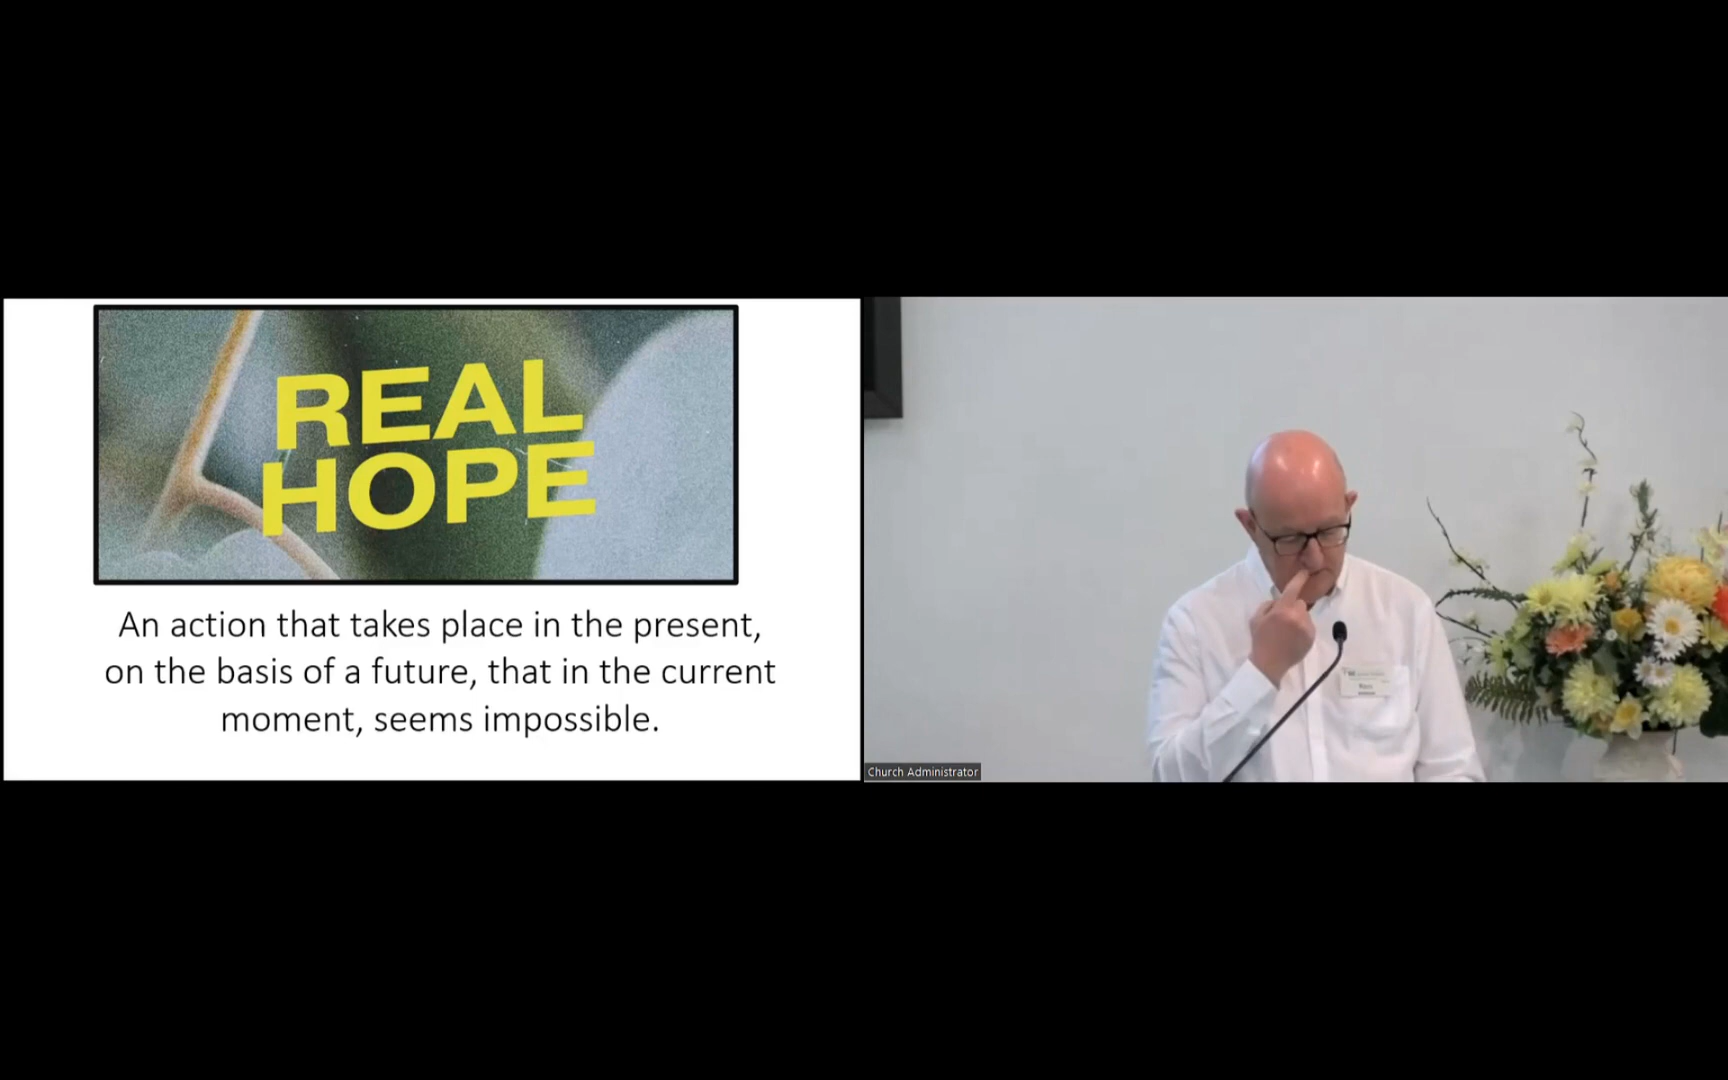 REAL
HOPE
An action that takes place in the present,
on the basis of a future, that in the current
moment, seems impossible.
Church Administrator